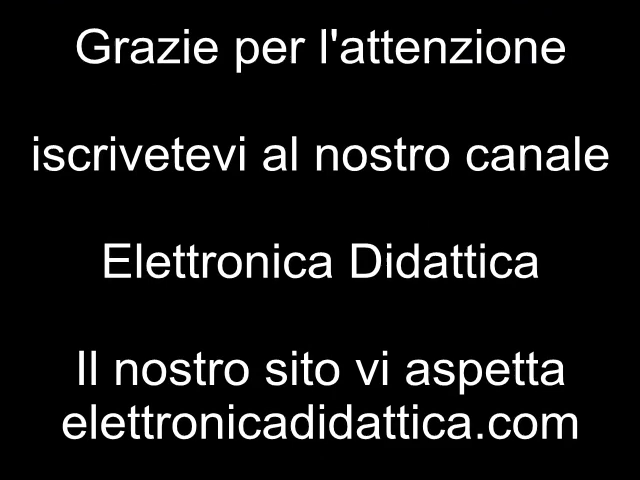 Grazie per l'attenzione
iscrivetevi al nostro canale
Elettronica Didattica
Il nostro sito vi aspetta
elettronicadidattica.com